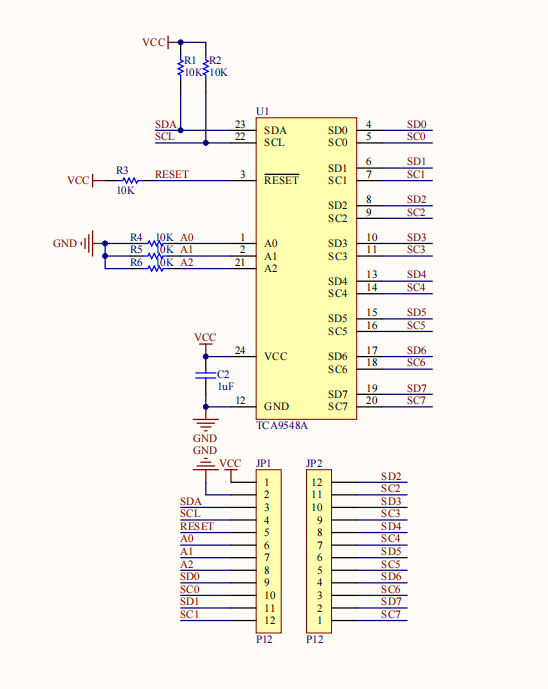 VCC
R1 R2
10K 10K
U1
SDA 23 SDA SD0 4 SD0
SCL 22 SCL SC0 5 SC0
SD1 6 SD1
VCC R3 10K RESET 3 RESET SC1 7 SC1
SD2 8 SD2
SC2 9 SC2
GND R4 10K A0 1 A0 SD3 10 SD3
R5 10K A1 2 A1 SC3 11 SC3
R6 10K A2 21 A2
SD4 13 SD4
SC4 14 SC4
SD5 15 SD5
SC5 16 SC5
VCC
24 VCC SD6 17 SD6
SC6 18 SC6
C2
1uF
SD7 19 SD7
12 GND SC7 20 SC7
GND
TCA9548A
GND
VCC JP1 JP2
1 12 SD2
2 11 SC2
SDA 3 10 SD3
SCL 4 9 SC3
RESET 5 8 SD4
A0 6 7 SC4
A1 7 6 SD5
A2 8 5 SC5
SD0 9 4 SD6
SC0 10 3 SC6
SD1 11 2 SD7
SC1 12 1 SC7
P12 P12